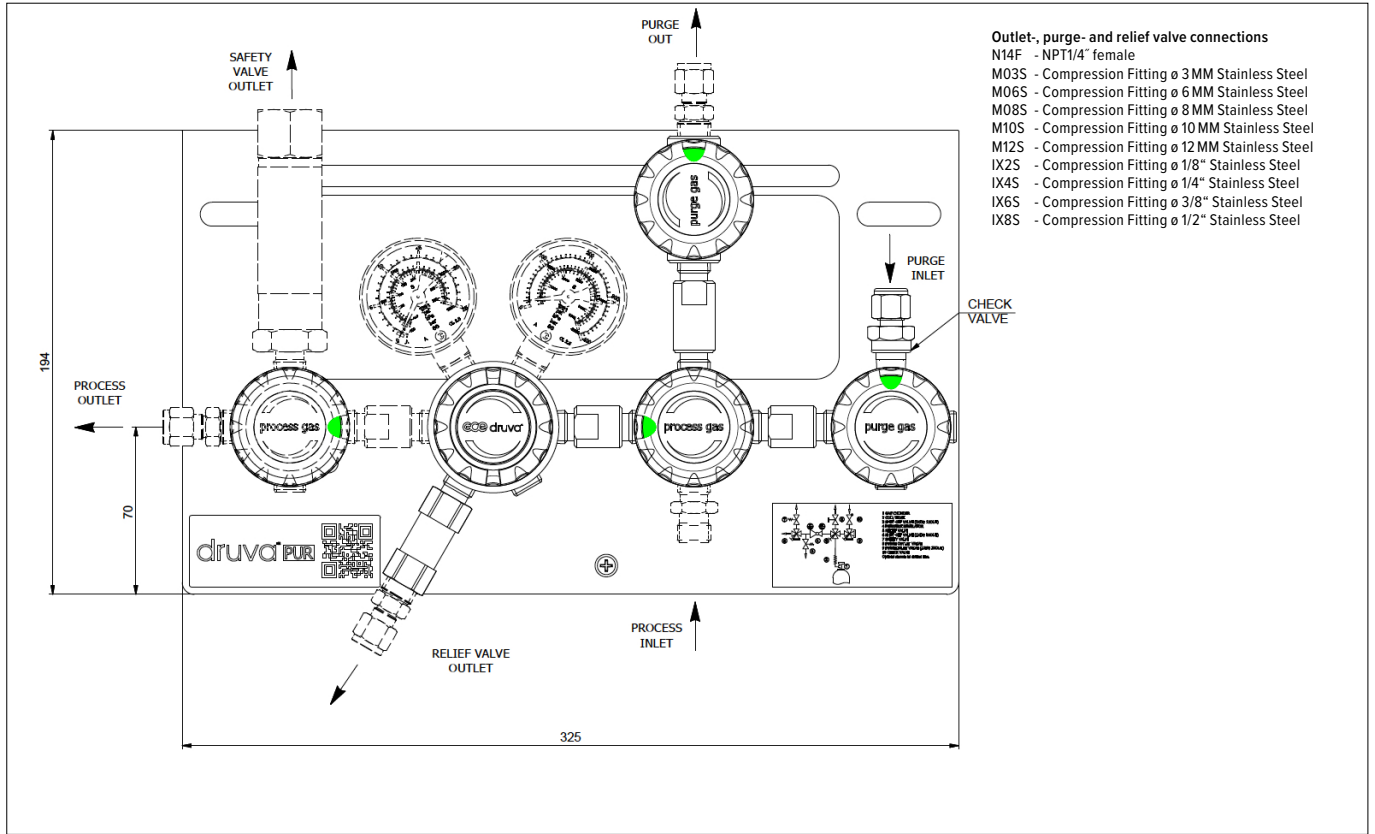 PURGE
OUT
SAFETY
VALVE
OUTLET
Outlet-, purge- and relief valve connections
N14F - NPT1/4˝ female
M03S - Compression Fitting ø 3 MM Stainless Steel
M06S - Compression Fitting ø 6 MM Stainless Steel
M08S - Compression Fitting ø 8 MM Stainless Steel
M10S - Compression Fitting ø 10 MM Stainless Steel
M12S - Compression Fitting ø 12 MM Stainless Steel
IX2S - Compression Fitting ø 1/8“ Stainless Steel
IX4S - Compression Fitting ø 1/4“ Stainless Steel
IX6S - Compression Fitting ø 3/8“ Stainless Steel
IX8S - Compression Fitting ø 1/2“ Stainless Steel
purge gas
PURGE
INLET
CHECK
VALVE
194
PROCESS
OUTLET
process gas
druva
process gas
purge gas
70
druva PUR
PROCESS
INLET
RELIEF VALVE
OUTLET
325